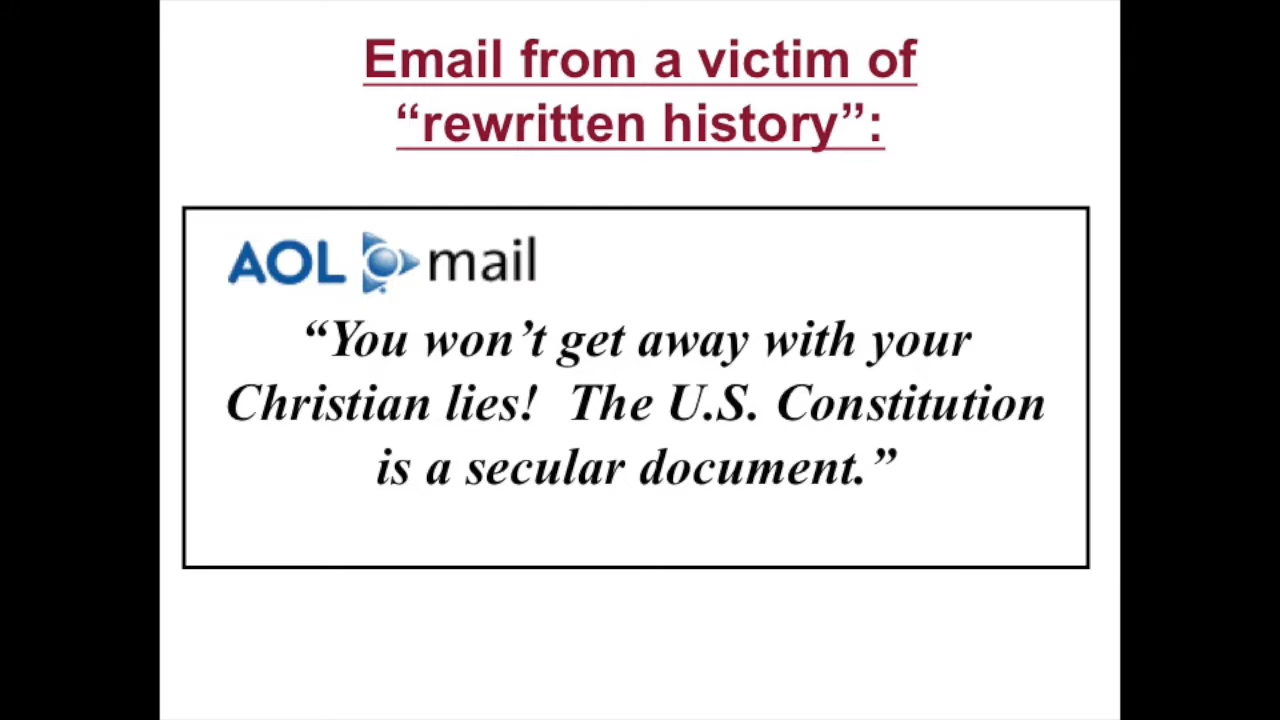 Email from a victim of
“rewritten history”:
AOL mail
“You won’t get away with your
Christian lies!  The U.S. Constitution
is a secular document.”